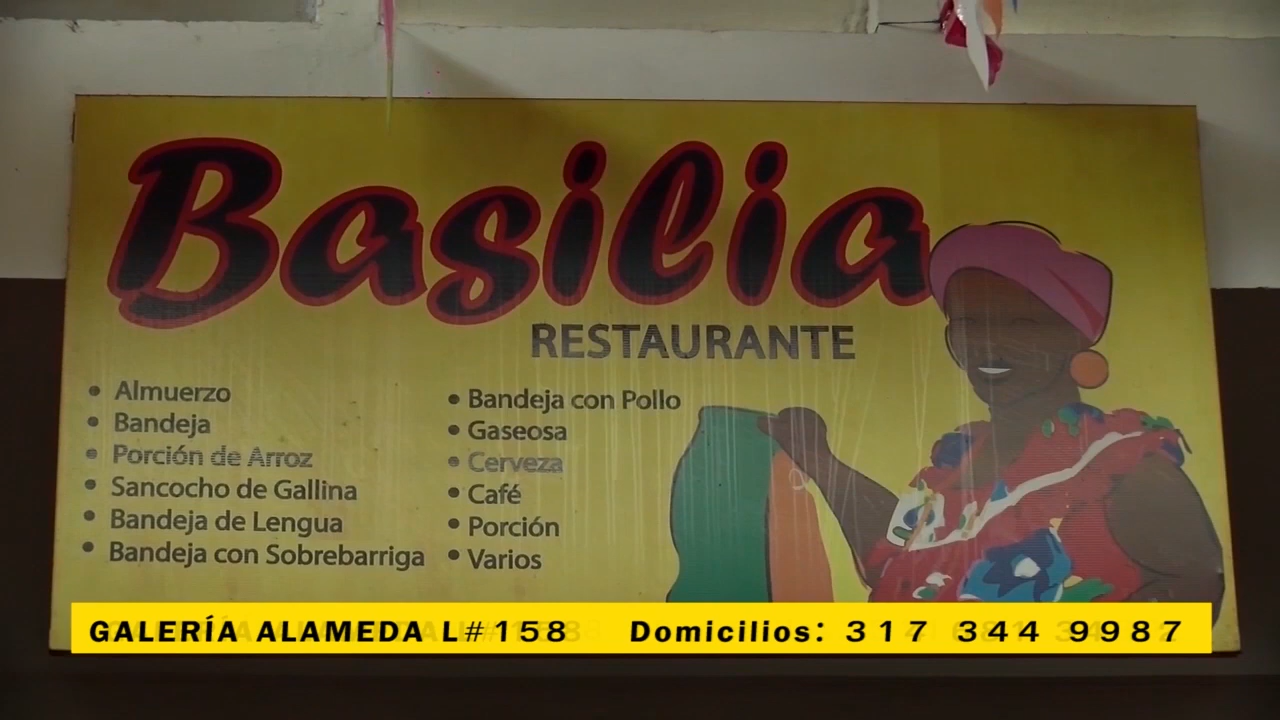 Basilia
RESTAURANTE
• Almuerzo
• Bandeja
• Porción de Arroz
• Sancocho de Gallina
• Bandeja de Lengua
• Bandeja con Sobrebarriga
• Bandeja con Pollo
• Gaseosa
• Cerveza
• Café
• Porción
• Varios
GALERÍA ALAMEDA L# 158 Domicilios: 317 344 9987